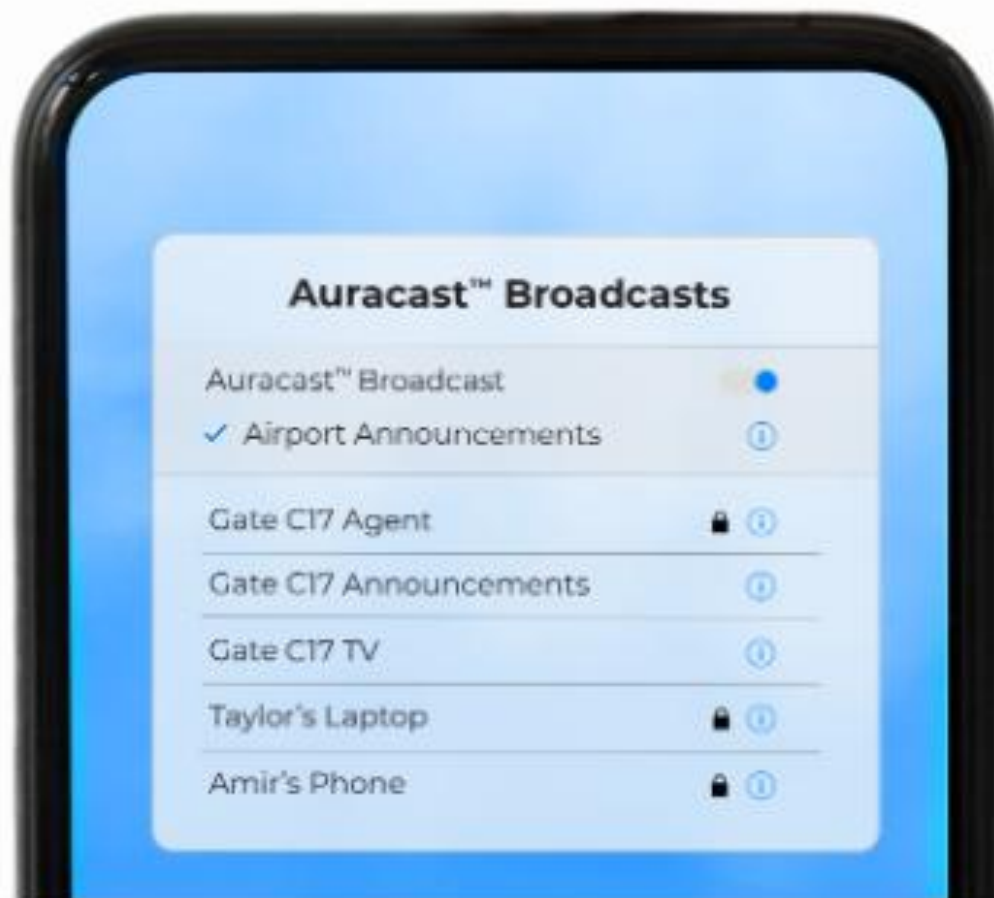 Auracast™ Broadcasts
Auracast™ Broadcast
Airport Announcements
Gate C17 Agent
Gate C17 Announcements
Gate C17 TV
Taylor's Laptop
Amir's Phone